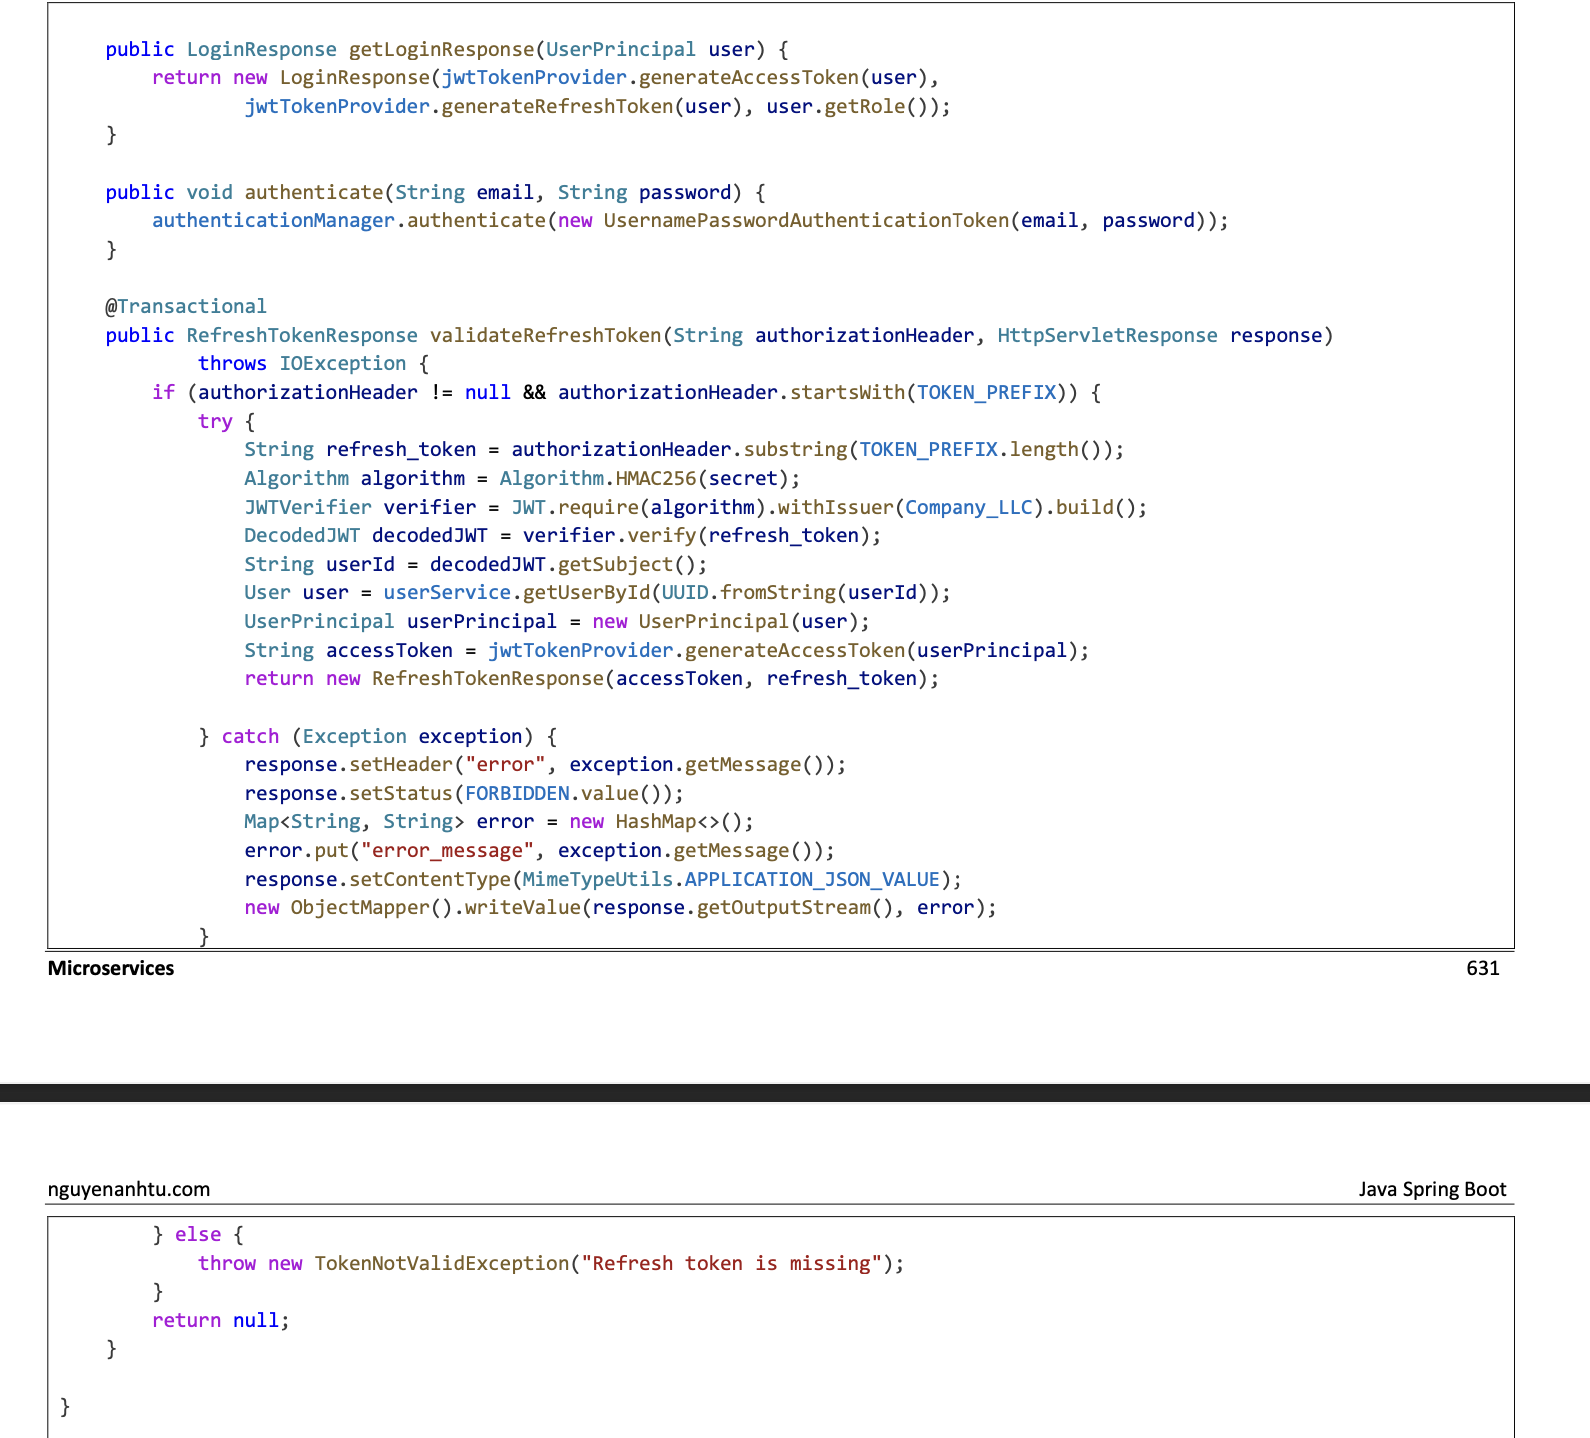 public LoginResponse getLoginResponse(UserPrincipal user) {
return new LoginResponse(jwtTokenProvider.generateAccessToken(user),
jwtTokenProvider.generateRefreshToken(user), user.getRole());
}
public void authenticate(String email, String password) {
authenticationManager.authenticate(new UsernamePasswordAuthenticationToken(email, password));
}
@Transactional
public RefreshTokenResponse validateRefreshToken(String authorizationHeader, HttpServletResponse response)
throws IOException {
if (authorizationHeader != null && authorizationHeader.startsWith(TOKEN_PREFIX)) {
try {
String refresh_token = authorizationHeader.substring(TOKEN_PREFIX.length());
Algorithm algorithm = Algorithm.HMAC256(secret);
JWTVerifier verifier = JWT.require(algorithm).withIssuer(Company_LLC).build();
DecodedJWT decodedJWT = verifier.verify(refresh_token);
String userId = decodedJWT.getSubject();
User user = userService.getUserById(UUID.fromString(userId));
UserPrincipal userPrincipal = new UserPrincipal(user);
String accessToken = jwtTokenProvider.generateAccessToken(userPrincipal);
return new RefreshTokenResponse(accessToken, refresh_token);
} catch (Exception exception) {
response.setHeader("error", exception.getMessage());
response.setStatus(FORBIDDEN.value());
Map<String, String> error = new HashMap<>();
error.put("error_message", exception.getMessage());
response.setContentType(MimeTypeUtils.APPLICATION_JSON_VALUE);
new ObjectMapper().writeValue(response.getOutputStream(), error);
}
Microservices 631
nguyenanhtu.com Java Spring Boot
} else {
throw new TokenNotValidException("Refresh token is missing");
}
return null;
}
}